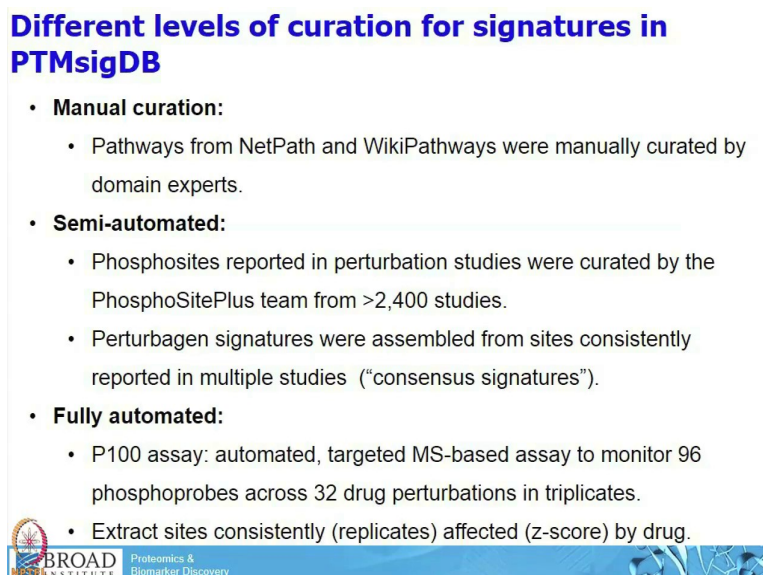 Different levels of curation for signatures in
PTMsigDB
• Manual curation:
• Pathways from NetPath and WikiPathways were manually curated by
domain experts.
• Semi-automated:
• Phosphosites reported in perturbation studies were curated by the
PhosphoSitePlus team from >2,400 studies.
• Perturbagen signatures were assembled from sites consistently
reported in multiple studies (“consensus signatures”).
• Fully automated:
• P100 assay: automated, targeted MS-based assay to monitor 96
phosphoprobes across 32 drug perturbations in triplicates.
• Extract sites consistently (replicates) affected (z-score) by drug.
BROAD
Proteomics &
Biomarker Discovery